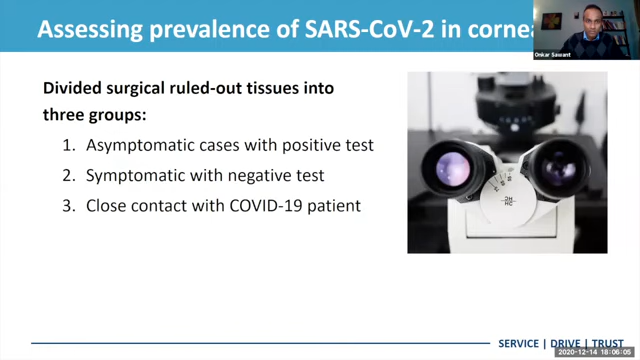 Assessing prevalence of SARS-CoV-2 in cornea
Onkar Sawant
Divided surgical ruled-out tissues into
three groups:
1. Asymptomatic cases with positive test
2. Symptomatic with negative test
3. Close contact with COVID-19 patient
SERVICE | DRIVE | TRUST
2020-12-14 18:06:05